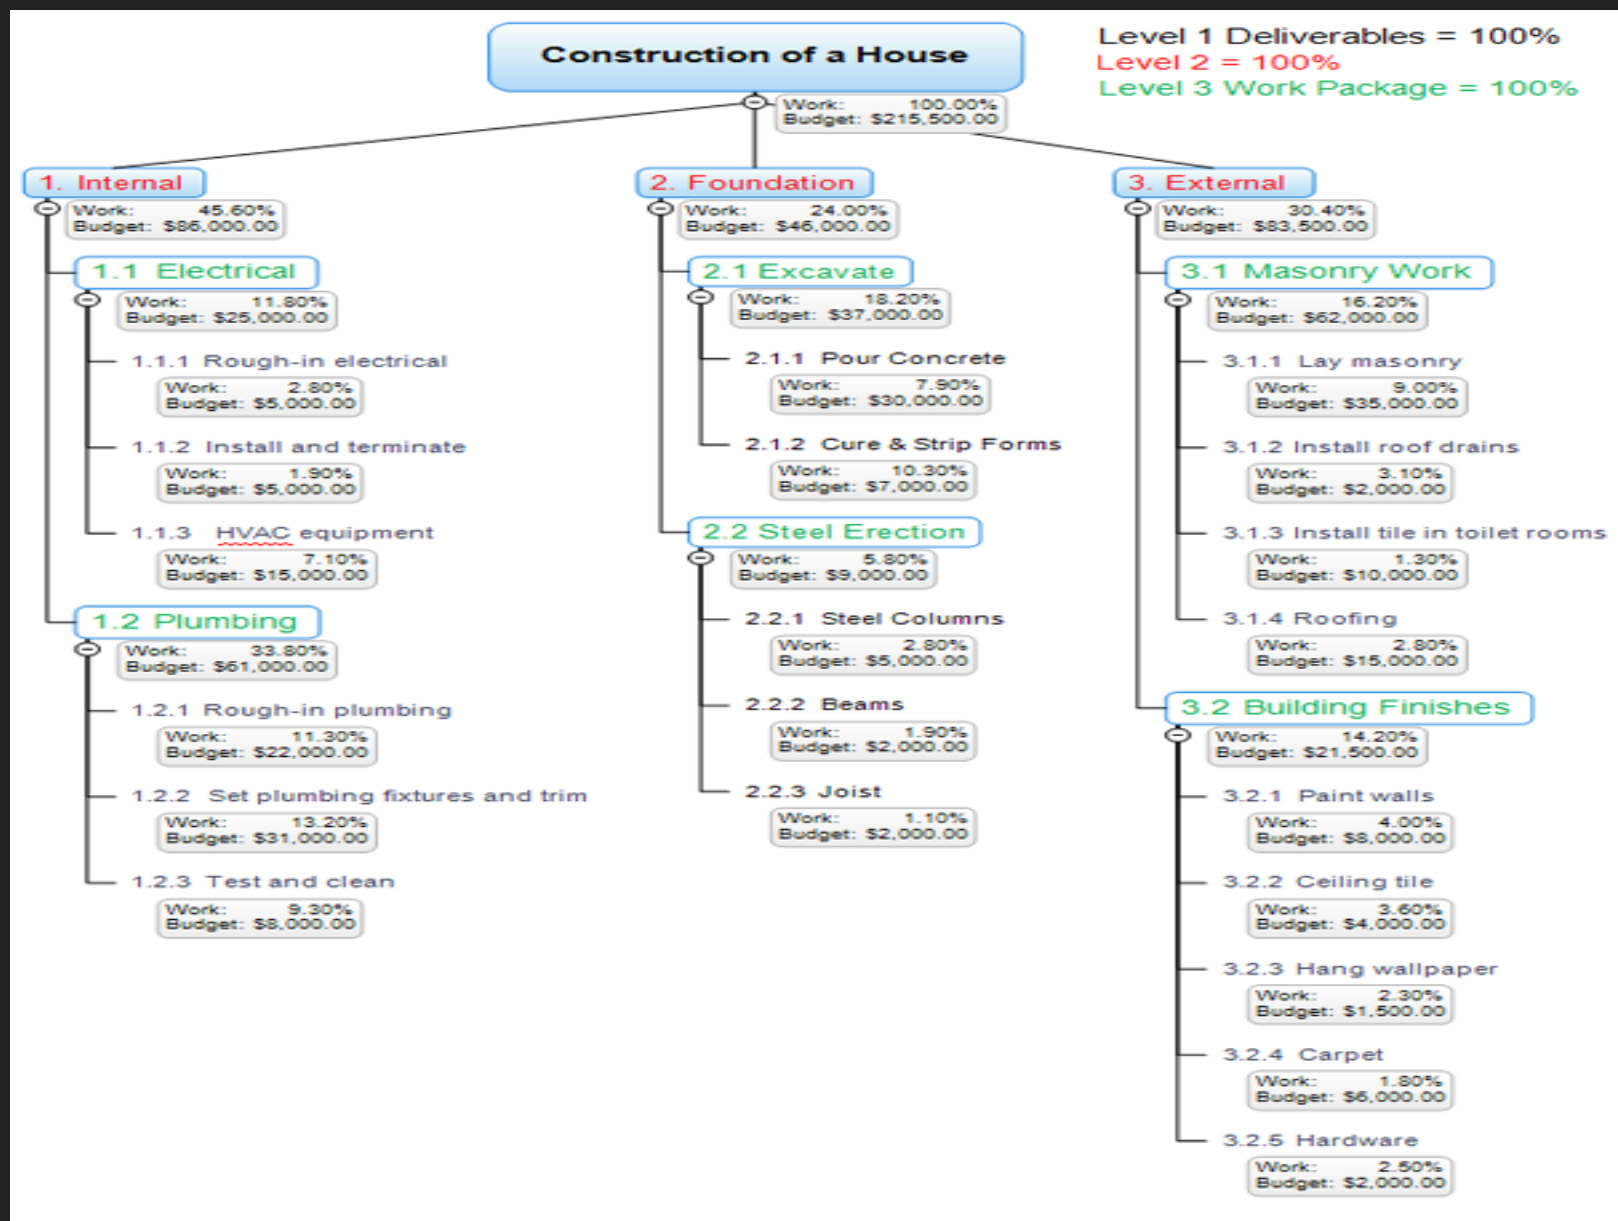 Construction of a House
Level 1 Deliverables = 100%
Level 2 = 100%
Level 3 Work Package = 100%
Work: 100.00%
Budget: $215,500.00
1. Internal
Work: 45.60%
Budget: $86,000.00
1.1 Electrical
Work: 11.80%
Budget: $25,000.00
1.1.1 Rough-in electrical
Work: 2.80%
Budget: $5,000.00
1.1.2 Install and terminate
Work: 1.90%
Budget: $5,000.00
1.1.3 HVAC equipment
Work: 7.10%
Budget: $15,000.00
1.2 Plumbing
Work: 33.80%
Budget: $61,000.00
1.2.1 Rough-in plumbing
Work: 11.30%
Budget: $22,000.00
1.2.2 Set plumbing fixtures and trim
Work: 13.20%
Budget: $31,000.00
1.2.3 Test and clean
Work: 9.30%
Budget: $8,000.00
2. Foundation
Work: 24.00%
Budget: $46,000.00
2.1 Excavate
Work: 18.20%
Budget: $37,000.00
2.1.1 Pour Concrete
Work: 7.90%
Budget: $30,000.00
2.1.2 Cure & Strip Forms
Work: 10.30%
Budget: $7,000.00
2.2 Steel Erection
Work: 5.80%
Budget: $9,000.00
2.2.1 Steel Columns
Work: 2.80%
Budget: $5,000.00
2.2.2 Beams
Work: 1.90%
Budget: $2,000.00
2.2.3 Joist
Work: 1.10%
Budget: $2,000.00
3. External
Work: 30.40%
Budget: $83,500.00
3.1 Masonry Work
Work: 16.20%
Budget: $62,000.00
3.1.1 Lay masonry
Work: 9.00%
Budget: $35,000.00
3.1.2 Install roof drains
Work: 3.10%
Budget: $2,000.00
3.1.3 Install tile in toilet rooms
Work: 1.30%
Budget: $10,000.00
3.1.4 Roofing
Work: 2.80%
Budget: $15,000.00
3.2 Building Finishes
Work: 14.20%
Budget: $21,500.00
3.2.1 Paint walls
Work: 4.00%
Budget: $8,000.00
3.2.2 Ceiling tile
Work: 3.60%
Budget: $4,000.00
3.2.3 Hang wallpaper
Work: 2.30%
Budget: $1,500.00
3.2.4 Carpet
Work: 1.80%
Budget: $6,000.00
3.2.5 Hardware
Work: 2.50%
Budget: $2,000.00